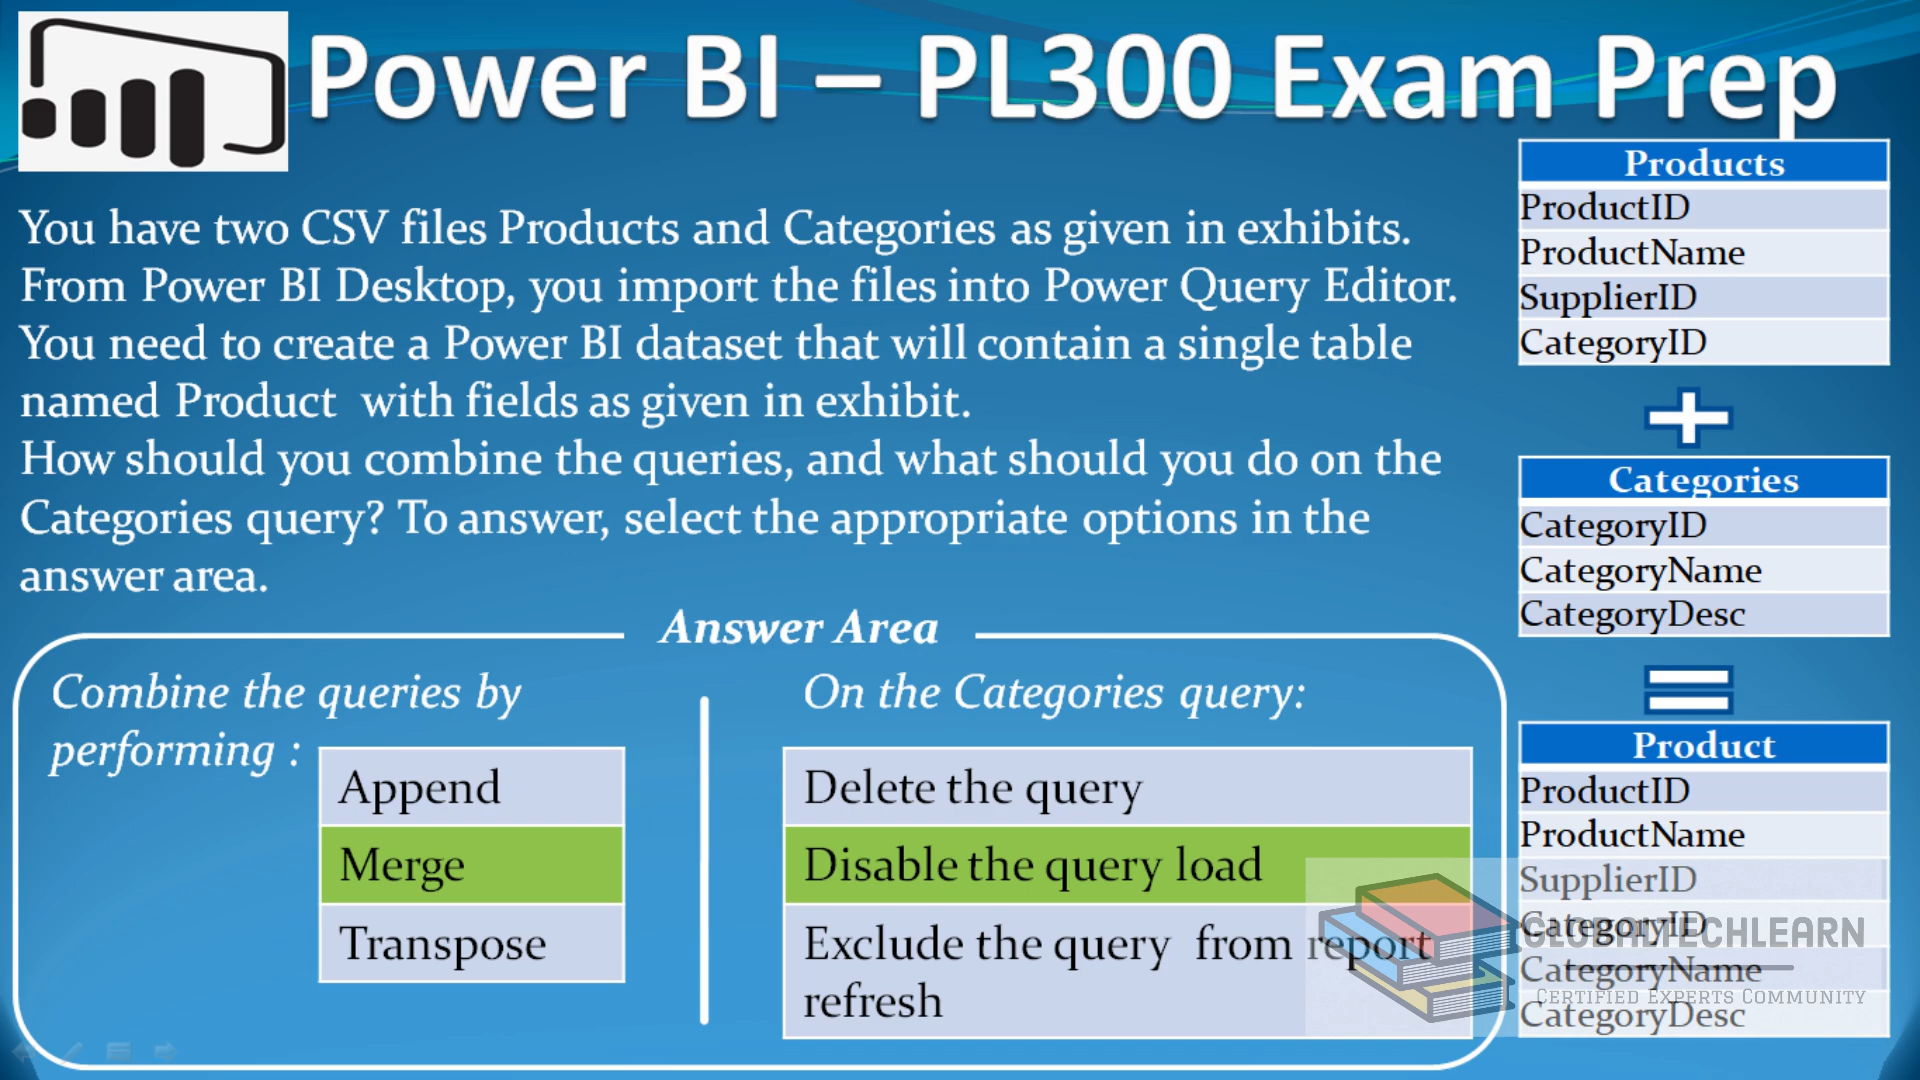 Power BI – PL300 Exam Prep
You have two CSV files Products and Categories as given in exhibits.
From Power BI Desktop, you import the files into Power Query Editor.
You need to create a Power BI dataset that will contain a single table
named Product with fields as given in exhibit.
How should you combine the queries, and what should you do on the
Categories query? To answer, select the appropriate options in the
answer area.
Answer Area
Combine the queries by
performing :
Append
Merge
Transpose
On the Categories query:
Delete the query
Disable the query load
Exclude the query from report
refresh
Products
ProductID
ProductName
SupplierID
CategoryID
Categories
CategoryID
CategoryName
CategoryDesc
Product
ProductID
ProductName
SupplierID
CategoryID
CategoryName
CategoryDesc
GLOBALTECHLEARN
CERTIFIED EXPERTS COMMUNITY